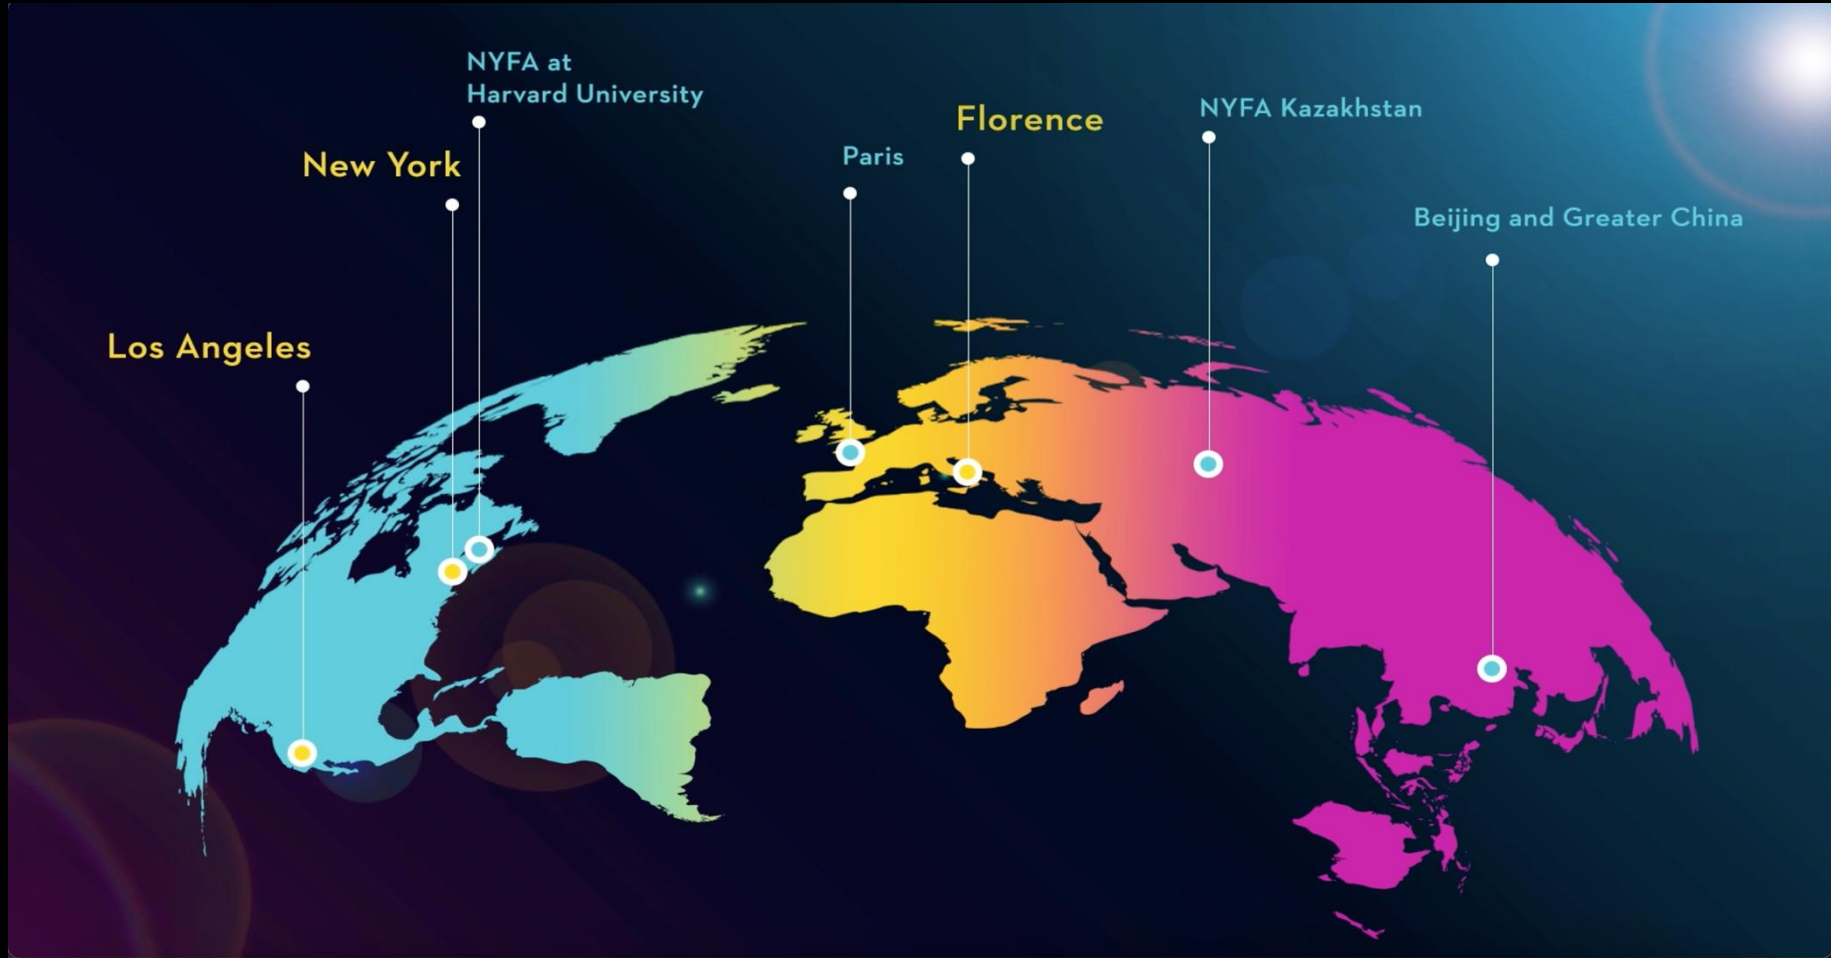 NYFA at
Harvard University
New York
Los Angeles
Paris
Florence
NYFA Kazakhstan
Beijing and Greater China